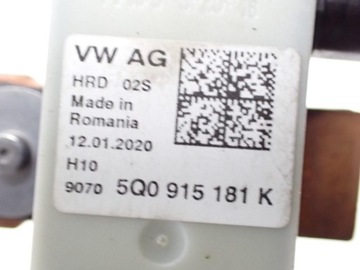 VW AG
HRD 02S
Made in
Romania
12.01.2020
H10
9070 5Q0 915 181 K